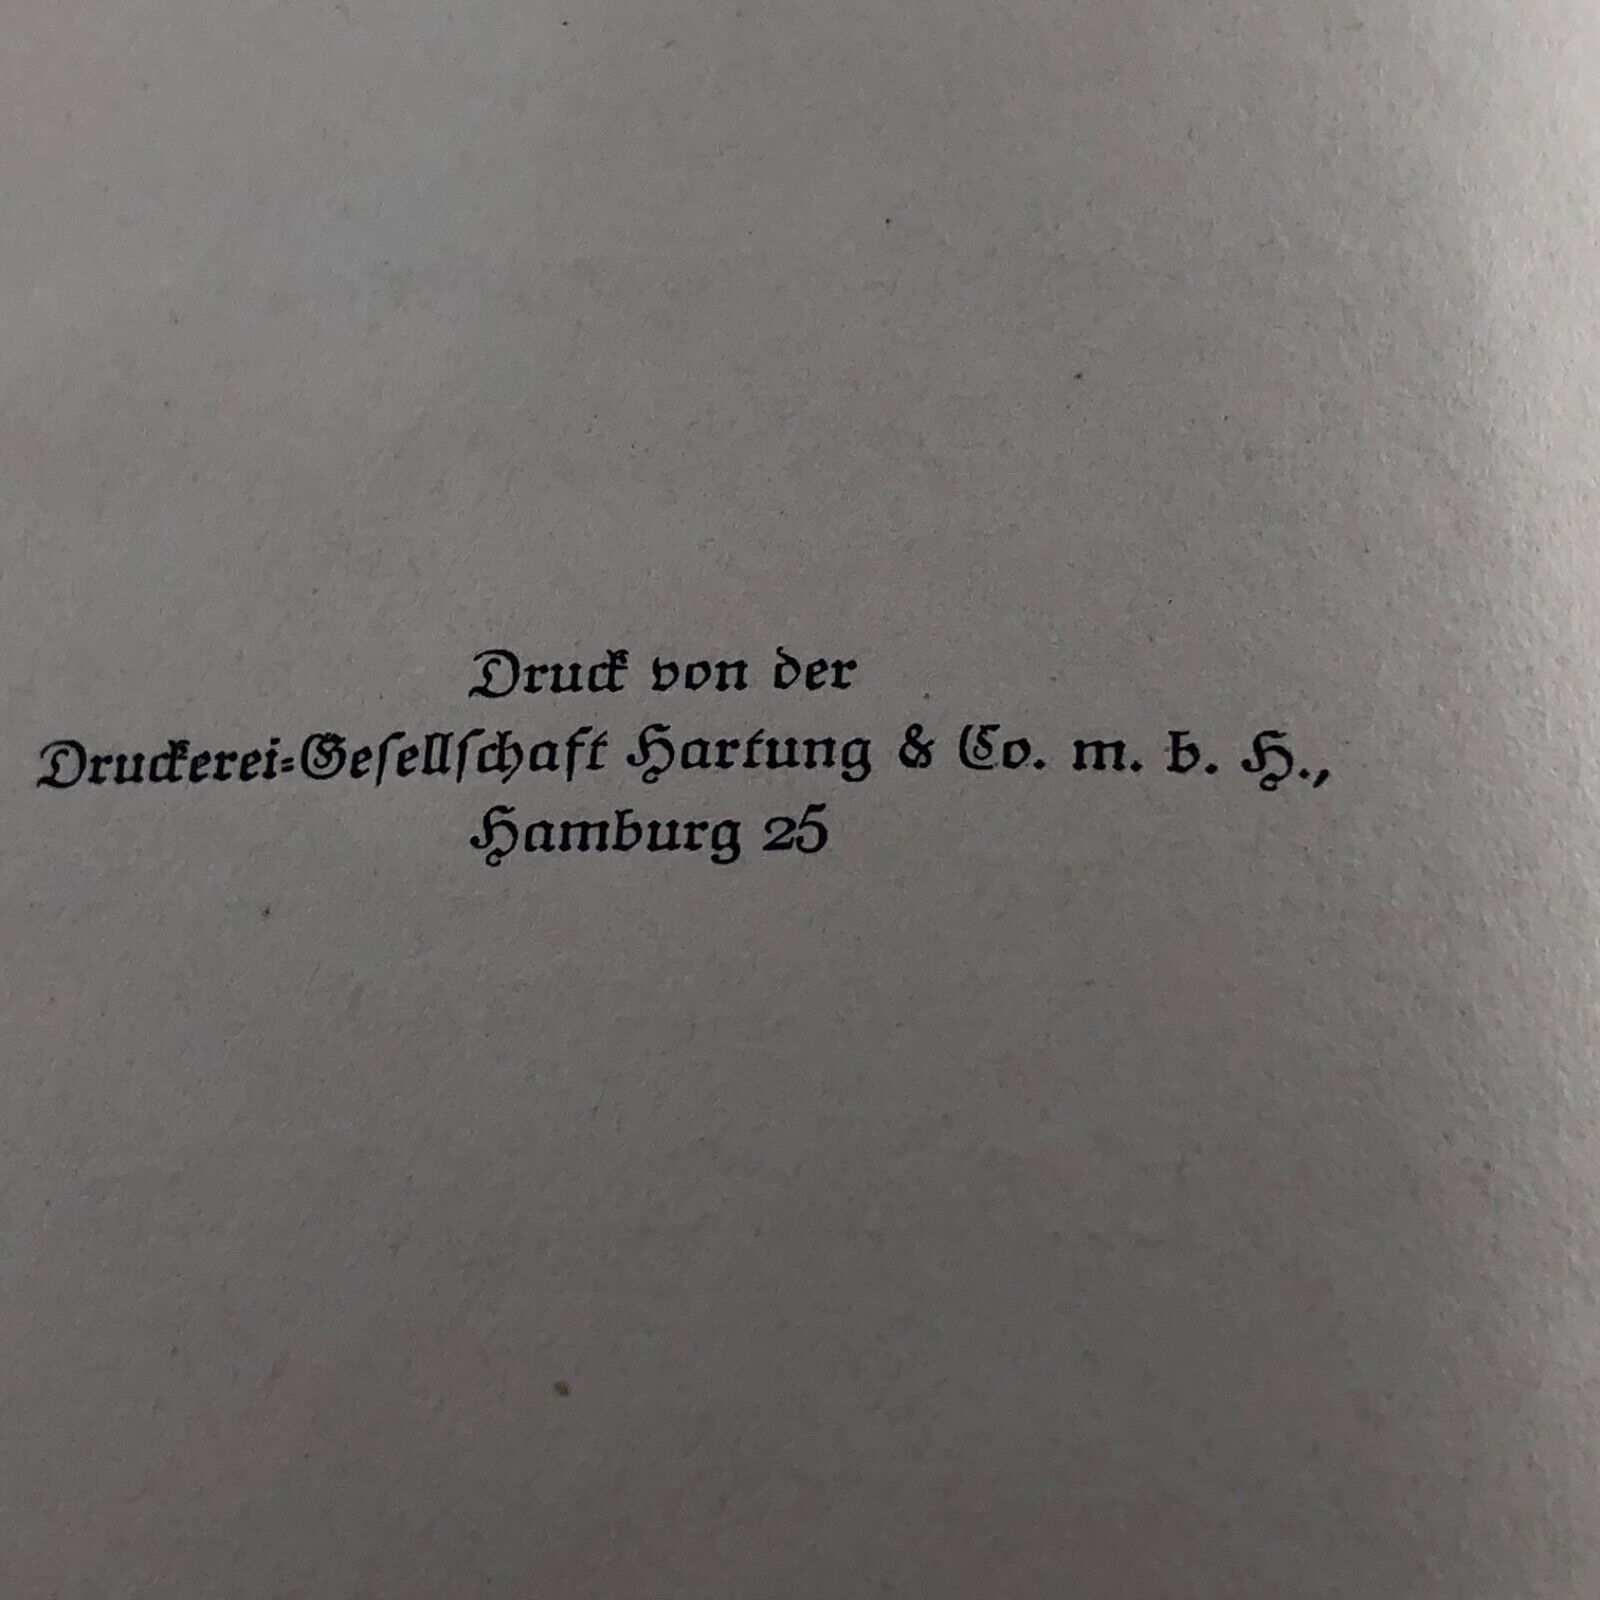 Druck von der
Druckerei=Geſellſchaft Hartung & Co. m. b. H.,
Hamburg 25